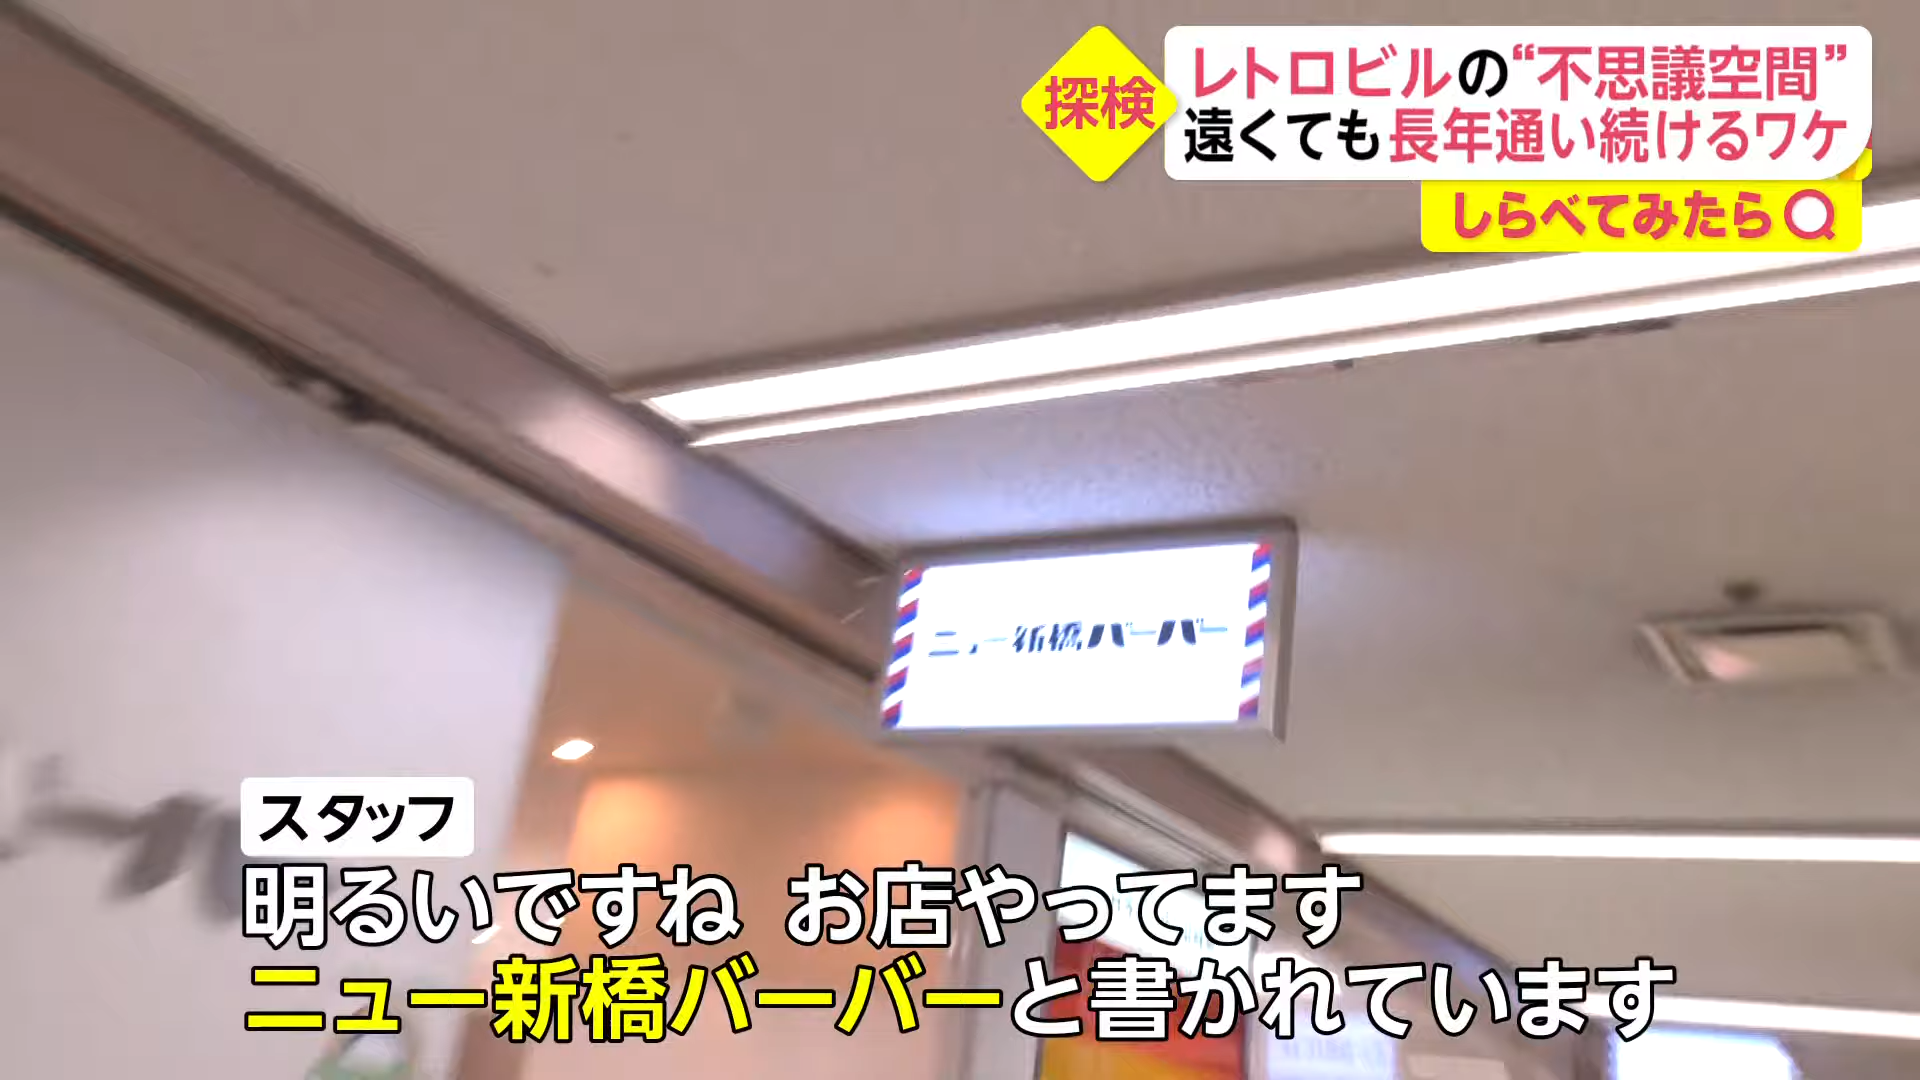 探検
レトロビルの“不思議空間”
遠くても長年通い続けるワケ
しらべてみたら
ニュー新橋バーバー
スタッフ
明るいですね お店やってます
ニュー新橋バーバーと書かれています